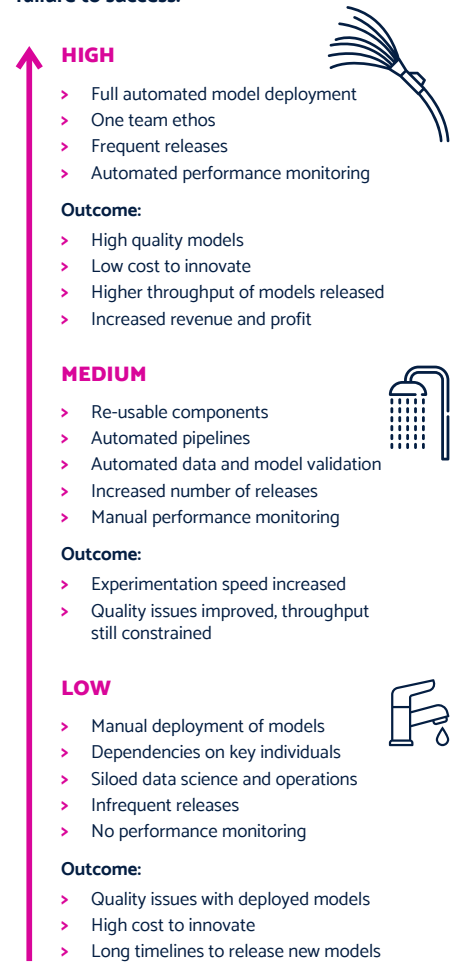 failure to success.
HIGH
> Full automated model deployment
> One team ethos
> Frequent releases
> Automated performance monitoring
Outcome:
> High quality models
> Low cost to innovate
> Higher throughput of models released
> Increased revenue and profit
MEDIUM
> Re-usable components
> Automated pipelines
> Automated data and model validation
> Increased number of releases
> Manual performance monitoring
Outcome:
> Experimentation speed increased
> Quality issues improved, throughput
still constrained
LOW
> Manual deployment of models
> Dependencies on key individuals
> Siloed data science and operations
> Infrequent releases
> No performance monitoring
Outcome:
> Quality issues with deployed models
> High cost to innovate
> Long timelines to release new models